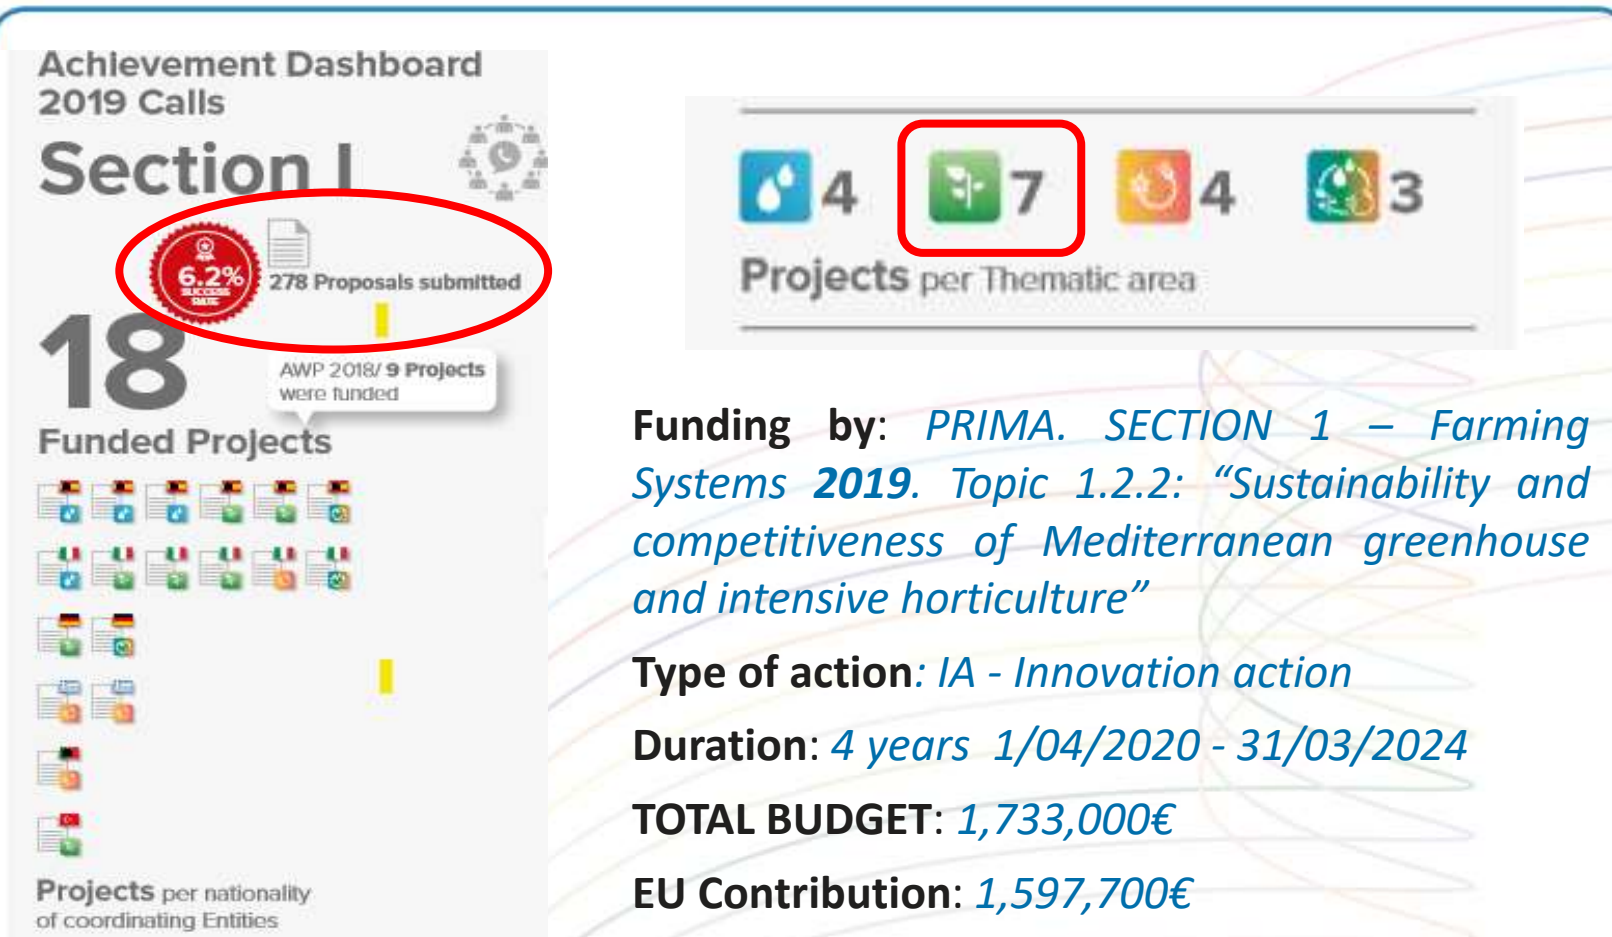 Achievement Dashboard
2019 Calls
Section I
6.2%
SUCCESS
RATE
278 Proposals submitted
18
AWP 2018/ 9 Projects
were funded
Funded Projects
Projects per nationality
of coordinating Entities
4
7
4
3
Projects per Thematic area
Funding by: PRIMA. SECTION 1 – Farming
Systems 2019. Topic 1.2.2: “Sustainability and
competitiveness of Mediterranean greenhouse
and intensive horticulture”
Type of action: IA - Innovation action
Duration: 4 years 1/04/2020 - 31/03/2024
TOTAL BUDGET: 1,733,000€
EU Contribution: 1,597,700€